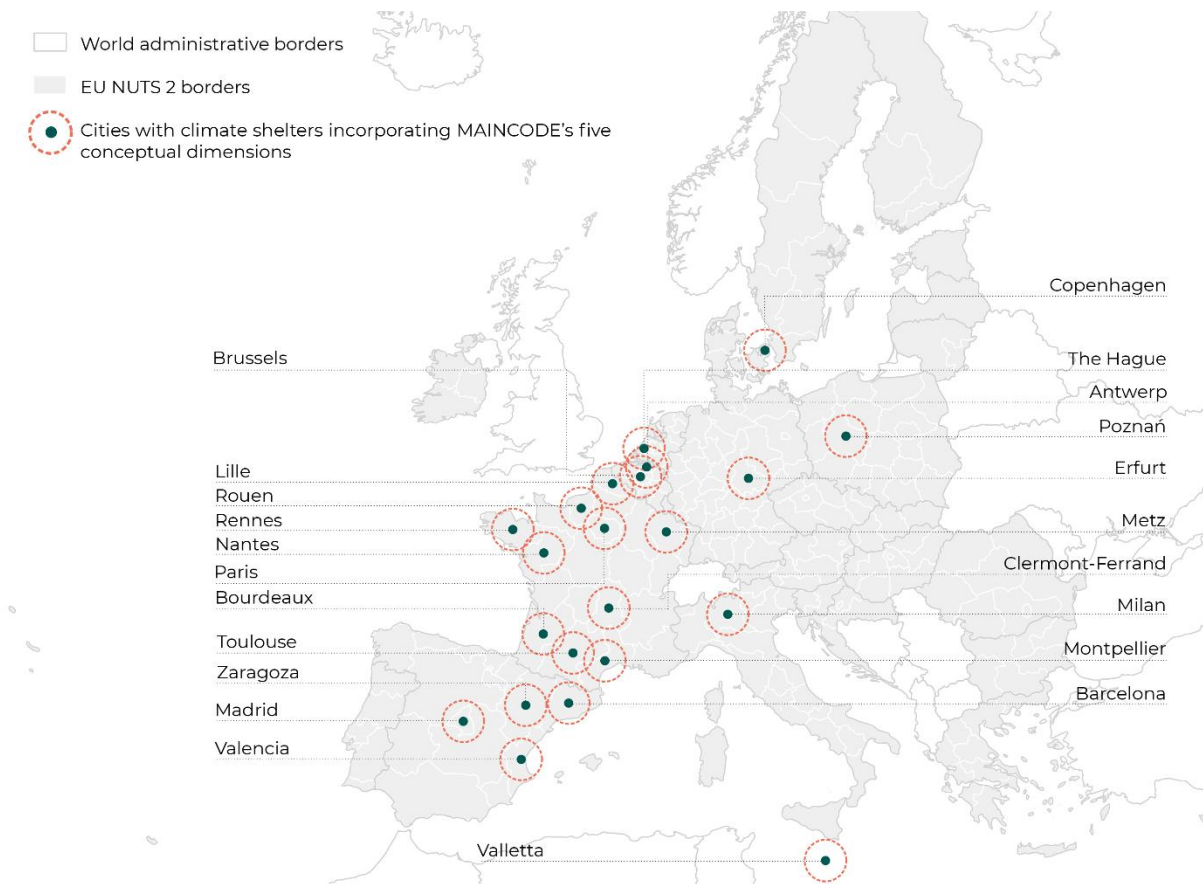 World administrative borders
EU NUTS 2 borders
Cities with climate shelters incorporating MAINCODE's five
conceptual dimensions
Copenhagen
Brussels
The Hague
Antwerp
Poznań
Lille
Erfurt
Rouen
Rennes
Metz
Nantes
Clermont-Ferrand
Paris
Bourdeaux
Milan
Toulouse
Montpellier
Zaragoza
Barcelona
Madrid
Valencia
Valletta